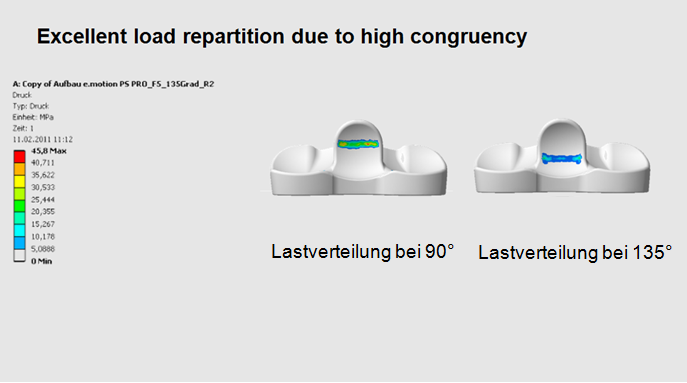 Excellent load repartition due to high congruency
A: Copy of Aufbau e.motion PS PRO_F5_135Grad_R2
Druck
Typ: Druck
Einheit: MPa
Zeit: 1
11.02.2011 11:12
45,8 Max
40,711
35,622
30,533
25,444
20,355
15,267
10,178
5,0888
0 Min
Lastverteilung bei 90°
Lastverteilung bei 135°